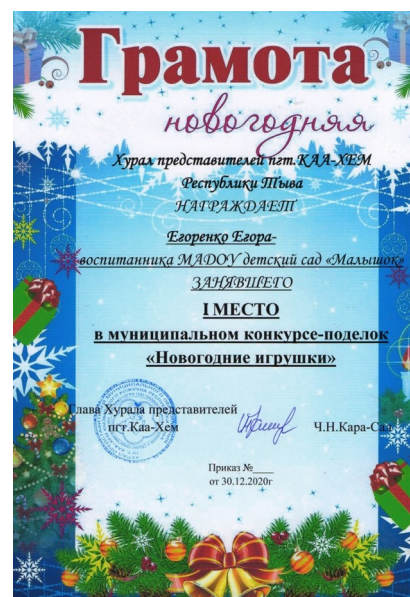 Грамота
новогодняя
Хурал представителей пгт.КАА-ХЕМ
Республики Тыва
НАГРАЖДАЕТ
Егоренко Егора-
воспитанника МАДОУ детский сад «Малышок»
ЗАНЯВШЕГО
I МЕСТО
в муниципальном конкурсе-поделок
«Новогодние игрушки»
Глава Хурала представителей
пгт.Каа-Хем Ч.Н.Кара-Сал
Приказ №____
от 30.12.2020г